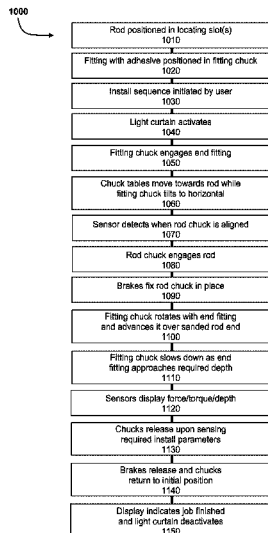 1000
Rod positioned in locating slot(s)
1010
Fitting with adhesive positioned in fitting chuck
1020
Install sequence initiated by user
1030
Light curtain activates
1040
Fitting chuck engages end fitting
1050
Chuck tables move towards rod while
fitting chuck tilts to horizontal
1060
Sensor detects when rod chuck is aligned
1070
Rod chuck engages rod
1080
Brakes fix rod chuck in place
1090
Fitting chuck rotates with end fitting
and advances it over sanded rod end
1100
Fitting chuck slows down as end
fitting approaches required depth
1110
Sensors display force/torque/depth
1120
Chucks release upon sensing
required install parameters
1130
Brakes release and chucks
return to initial position
1140
Display indicates job finished
and light curtain deactivates
1150